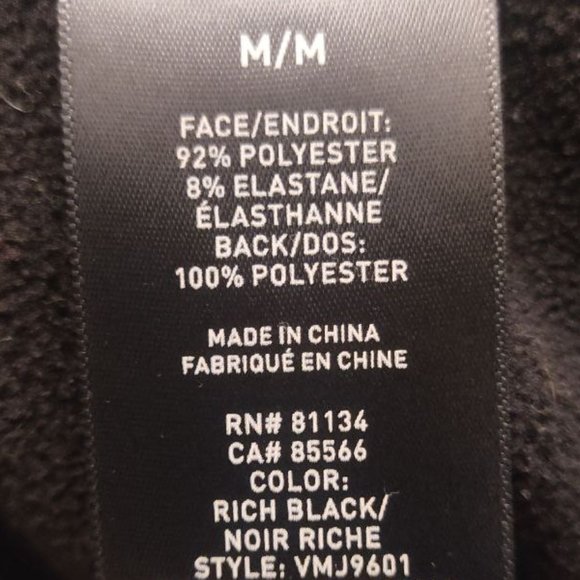 M/M
FACE/ENDROIT:
92% POLYESTER
8% ELASTANE/
ÉLASTHANNE
BACK/DOS:
100% POLYESTER
MADE IN CHINA
FABRIQUÉ EN CHINE
RN# 81134
CA# 85566
COLOR:
RICH BLACK/
NOIR RICHE
STYLE: VMJ9601